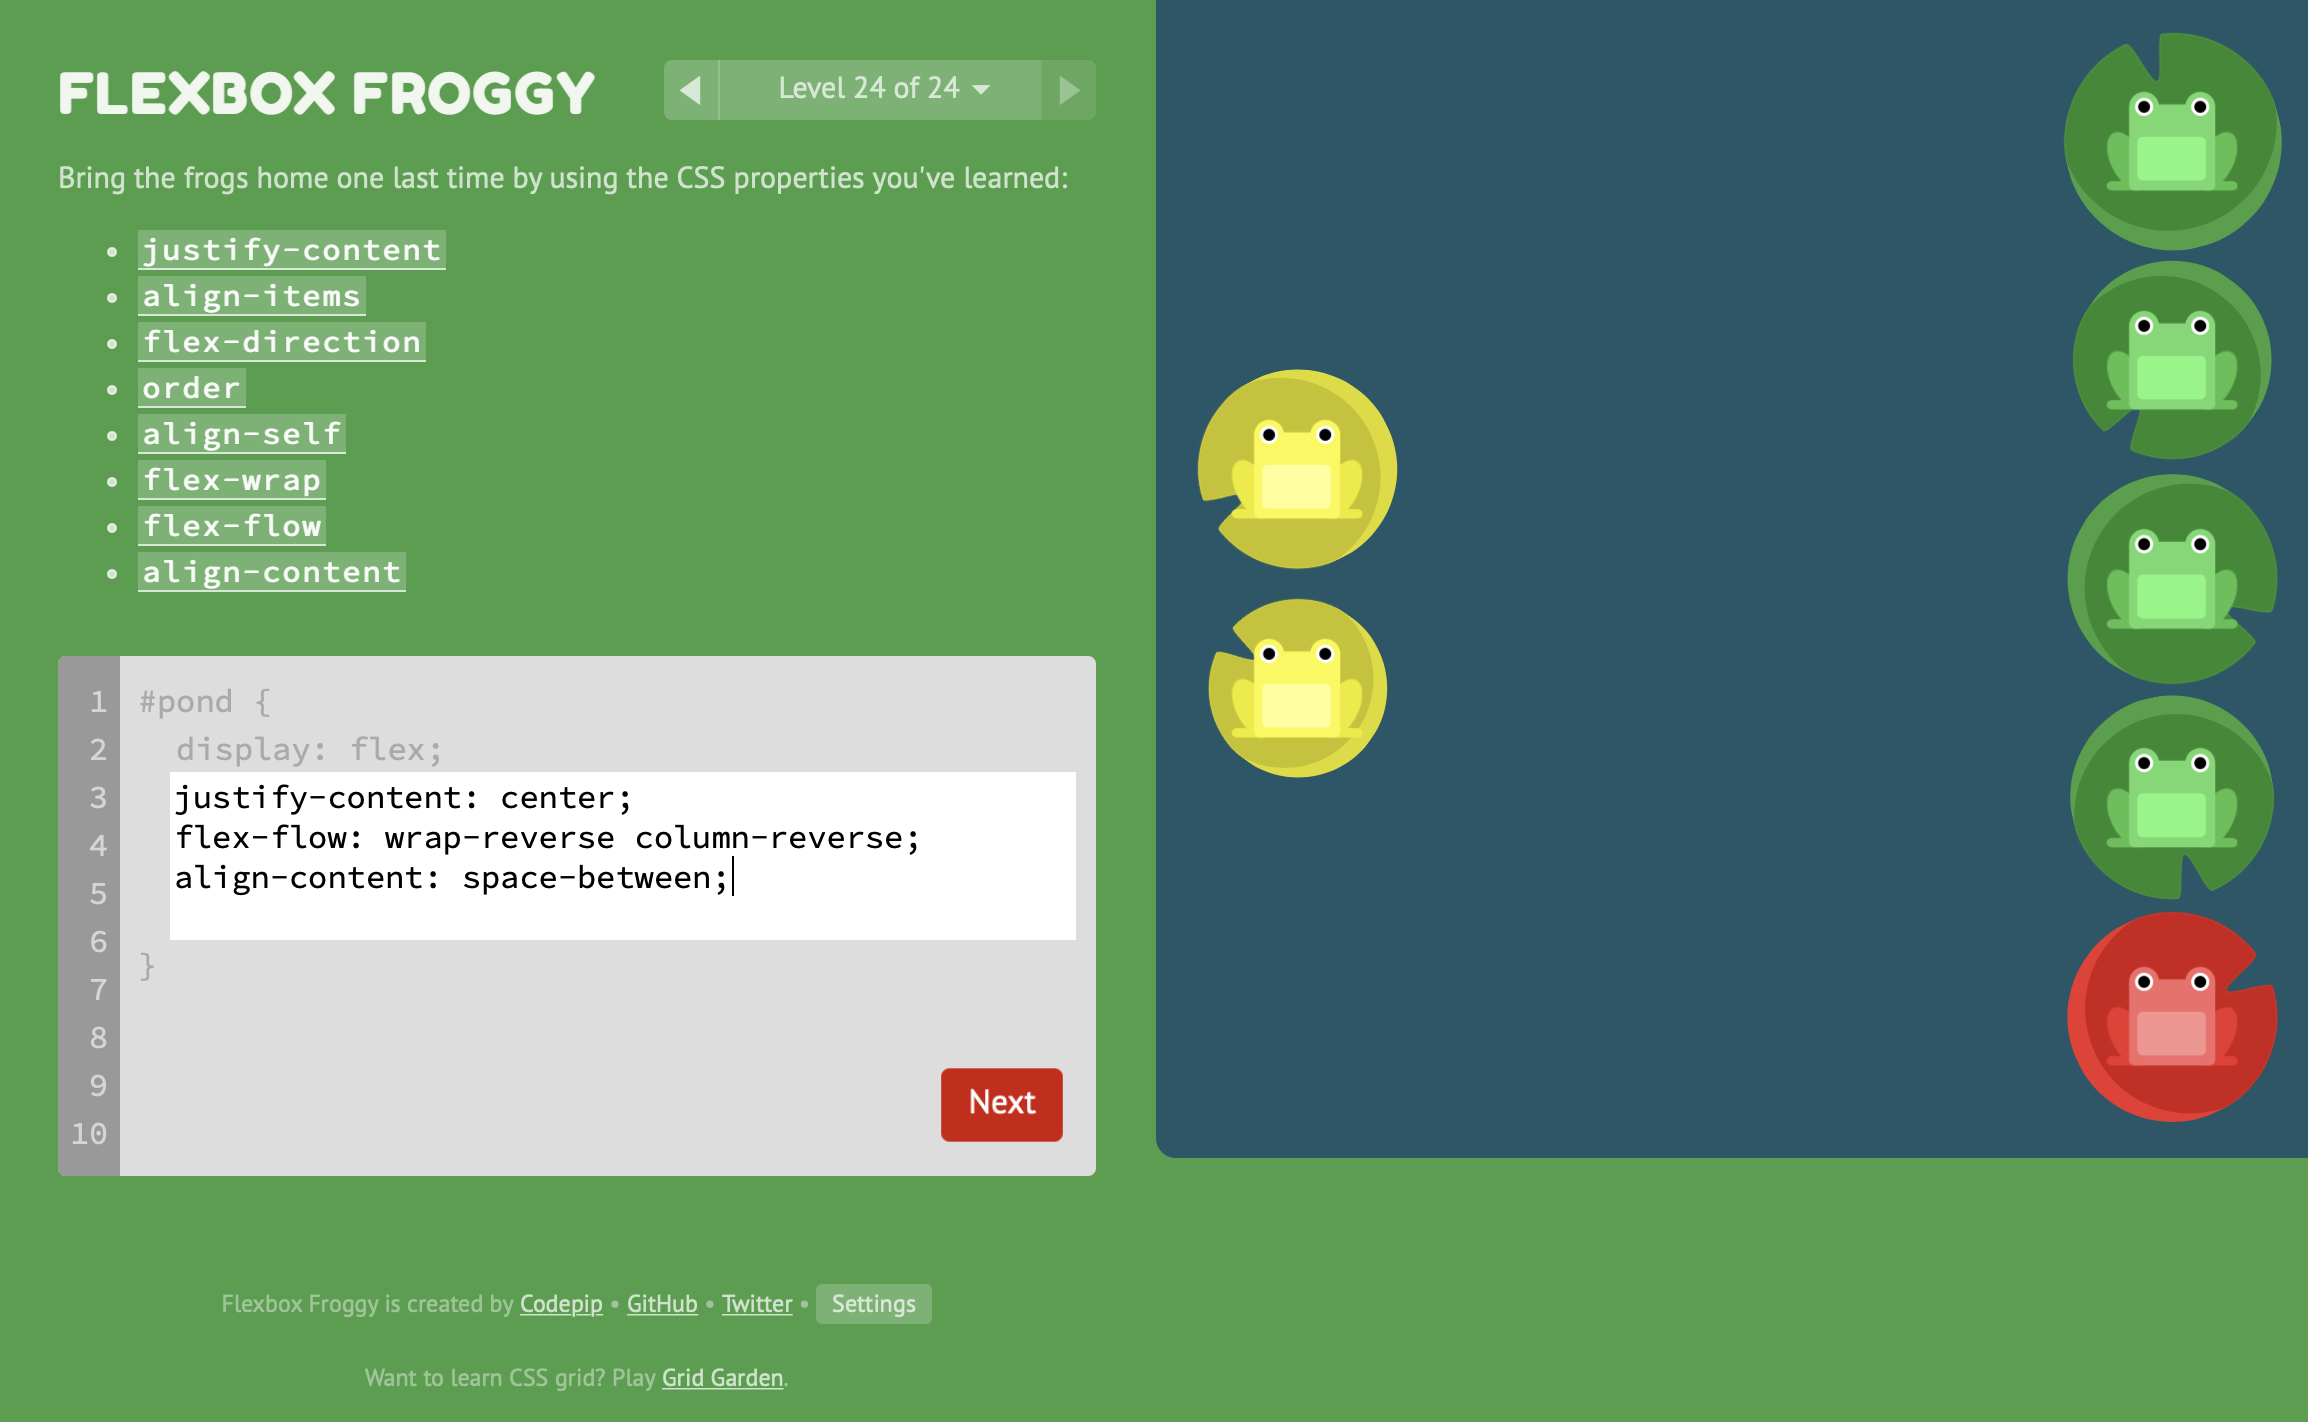 FLEXBOX FROGGY
Level 24 of 24
Bring the frogs home one last time by using the CSS properties you've learned:
• justify-content
• align-items
• flex-direction
• order
• align-self
• flex-wrap
• flex-flow
• align-content
1 #pond {
2 display: flex;
3 justify-content: center;
4 flex-flow: wrap-reverse column-reverse;
5 align-content: space-between;
6 }
7
8
9
10
Next
Flexbox Froggy is created by Codepip • GitHub • Twitter • Settings
Want to learn CSS grid? Play Grid Garden.